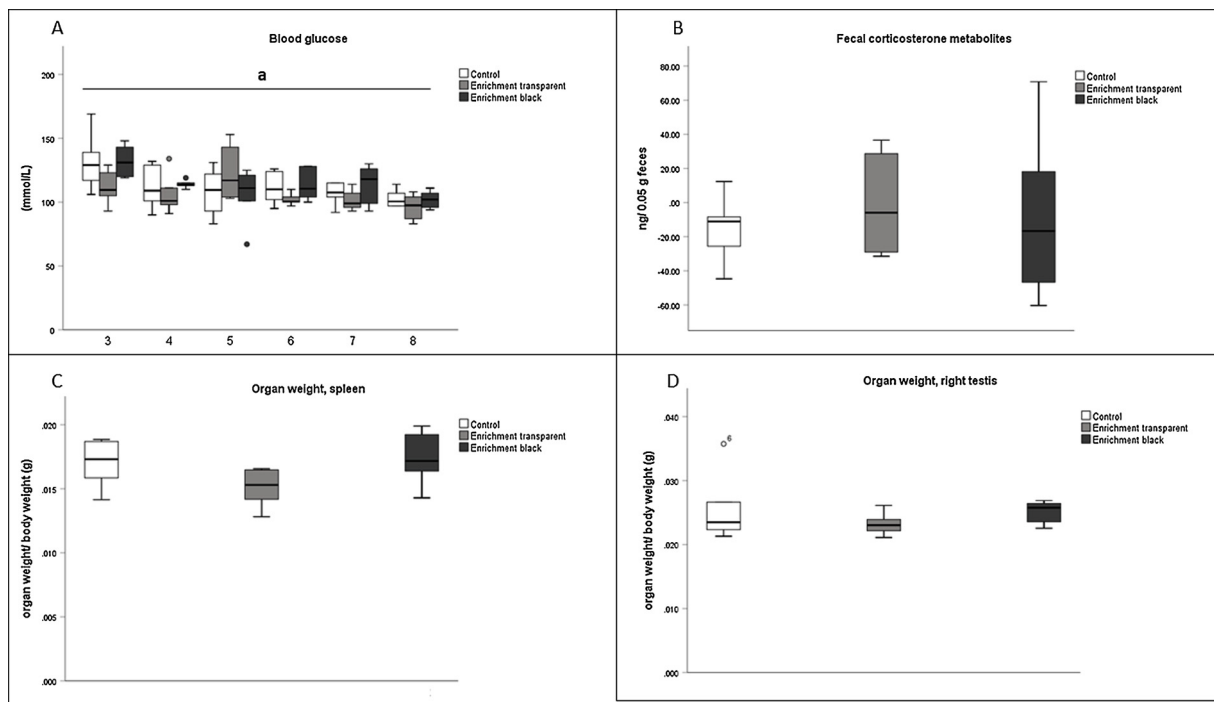 A
Blood glucose
Control
Enrichment transparent
Enrichment black
a
(mmol/L)
200
150
100
50
0
3 4 5 6 7 8
B
Fecal corticosterone metabolites
Control
Enrichment transparent
Enrichment black
ng/ 0.05 g feces
80.00
60.00
40.00
20.00
.00
-20.00
-40.00
-60.00
C
Organ weight, spleen
Control
Enrichment transparent
Enrichment black
organ weight/ body weight (g)
.020
.015
.010
.005
.000
D
Organ weight, right testis
Control
Enrichment transparent
Enrichment black
organ weight/ body weight (g)
.040
.030
.020
.010
.000
6